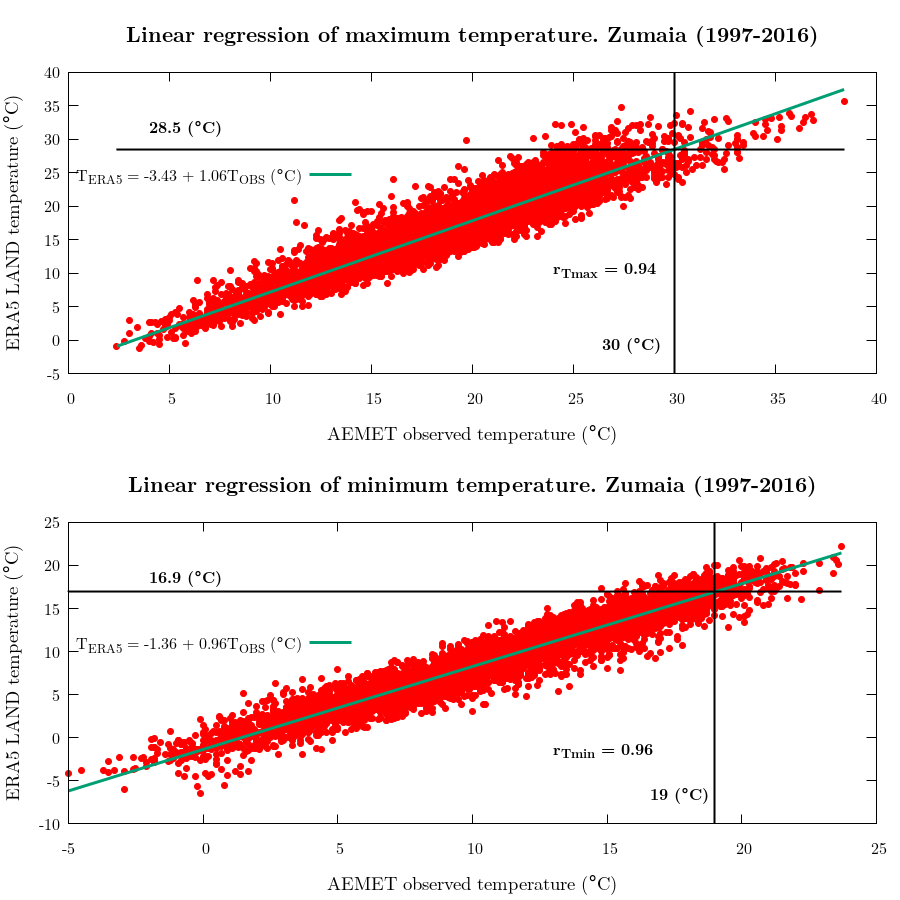 Linear regression of maximum temperature. Zumaia (1997-2016)
40
35
30
25
20
15
10
5
0
-5
ERA5 LAND temperature (°C)
28.5 (°C)
T_ERA5 = -3.43 + 1.06T_OBS (°C)
r_Tmax = 0.94
30 (°C)
0 5 10 15 20 25 30 35 40
AEMET observed temperature (°C)
Linear regression of minimum temperature. Zumaia (1997-2016)
25
20
15
10
5
0
-5
-10
ERA5 LAND temperature (°C)
16.9 (°C)
T_ERA5 = -1.36 + 0.96T_OBS (°C)
r_Tmin = 0.96
19 (°C)
-5 0 5 10 15 20 25
AEMET observed temperature (°C)